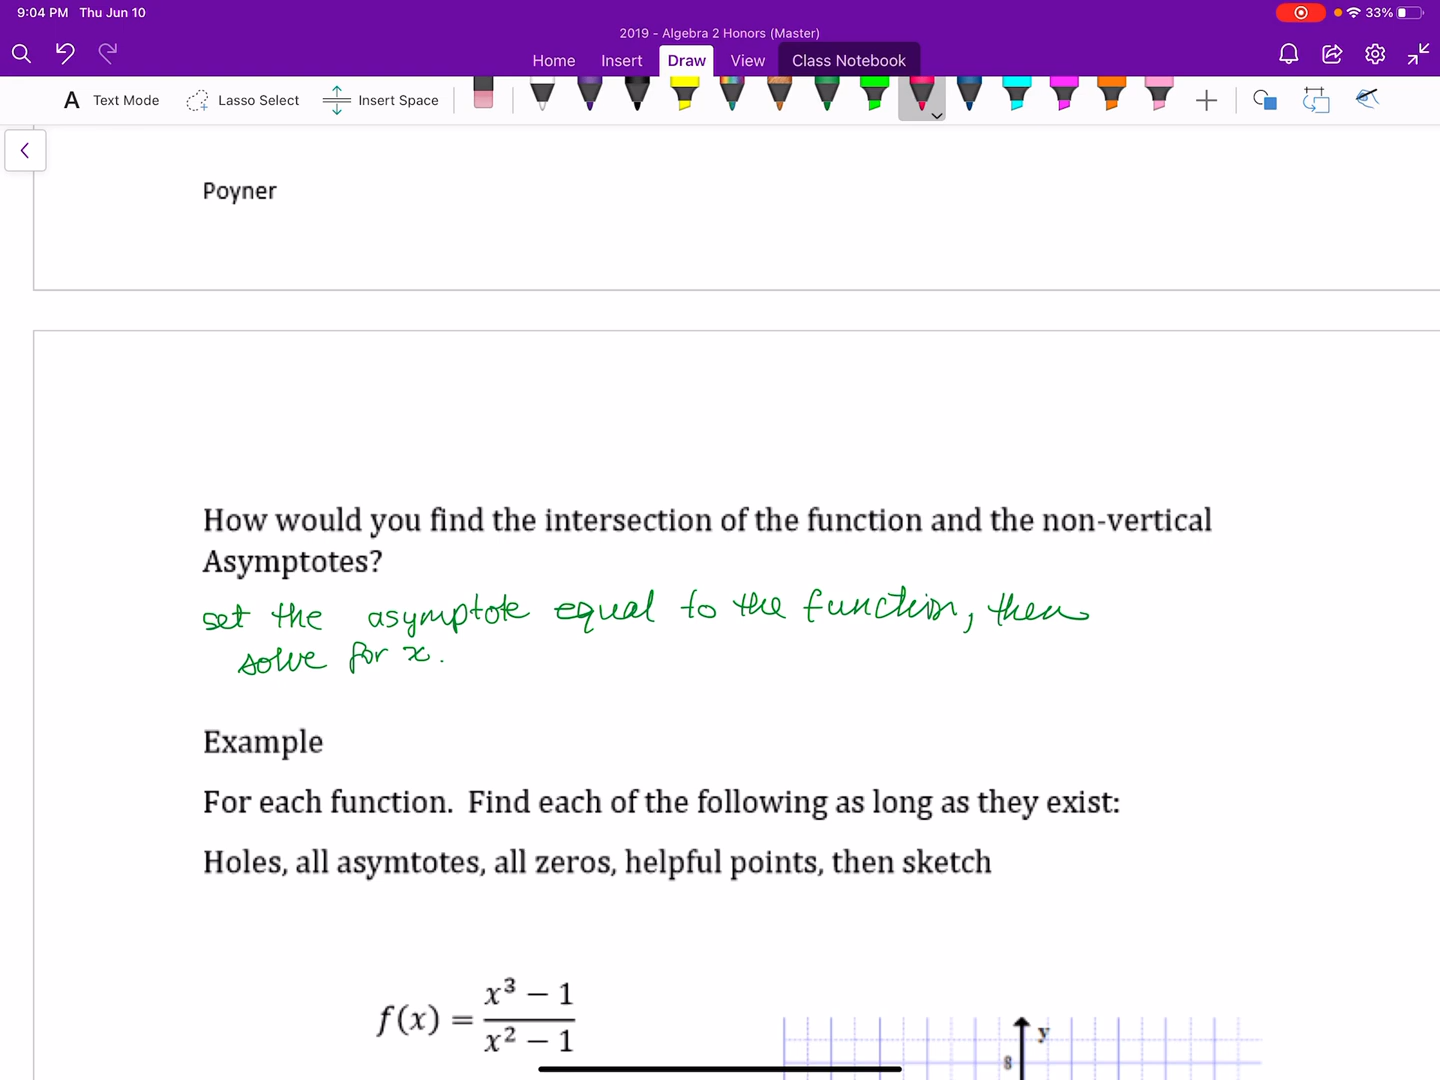 9:04 PM Thu Jun 10
33%
2019 - Algebra 2 Honors (Master)
Home Insert Draw View Class Notebook
A Text Mode Lasso Select Insert Space
Poyner
How would you find the intersection of the function and the non-vertical
Asymptotes?
set the asymptote equal to the function, then
solve for x.
Example
For each function. Find each of the following as long as they exist:
Holes, all asymtotes, all zeros, helpful points, then sketch
f(x) = (x³ − 1)/(x² − 1)
y
8